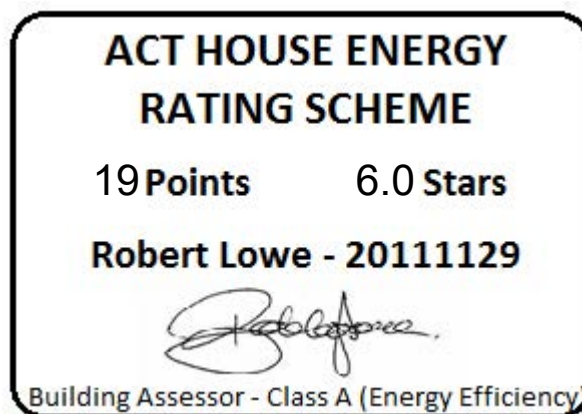 ACT HOUSE ENERGY
RATING SCHEME
19 Points 6.0 Stars
Robert Lowe - 20111129
Building Assessor - Class A (Energy Efficiency)